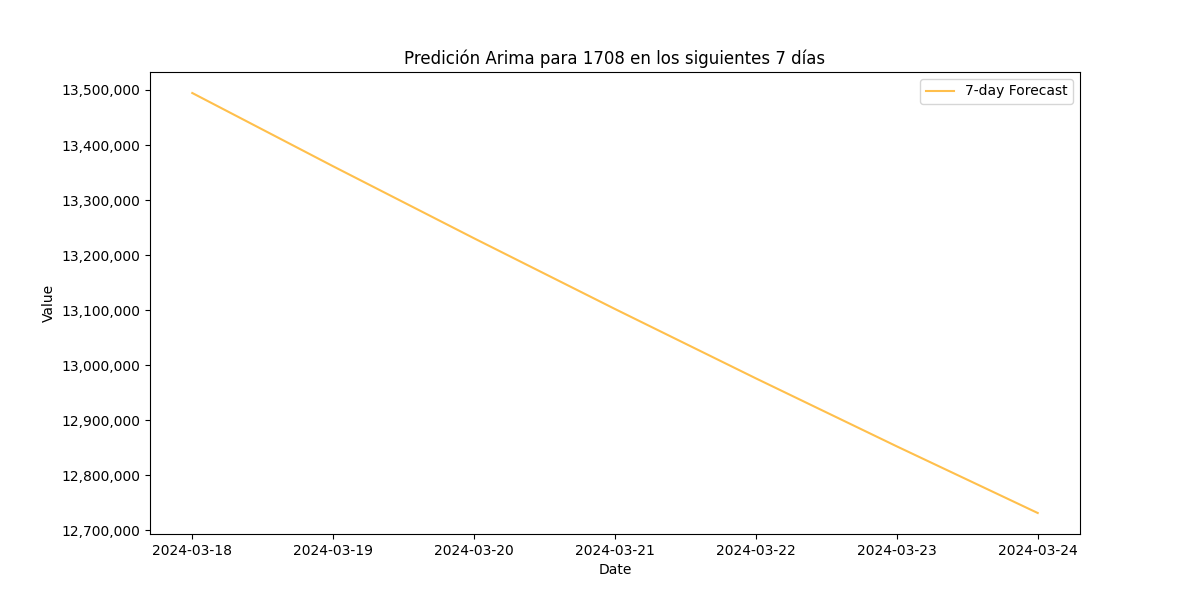 Predición Arima para 1708 en los siguientes 7 días
7-day Forecast
13,500,000
13,400,000
13,300,000
13,200,000
13,100,000
13,000,000
12,900,000
12,800,000
12,700,000
Value
2024-03-18 2024-03-19 2024-03-20 2024-03-21 2024-03-22 2024-03-23 2024-03-24
Date